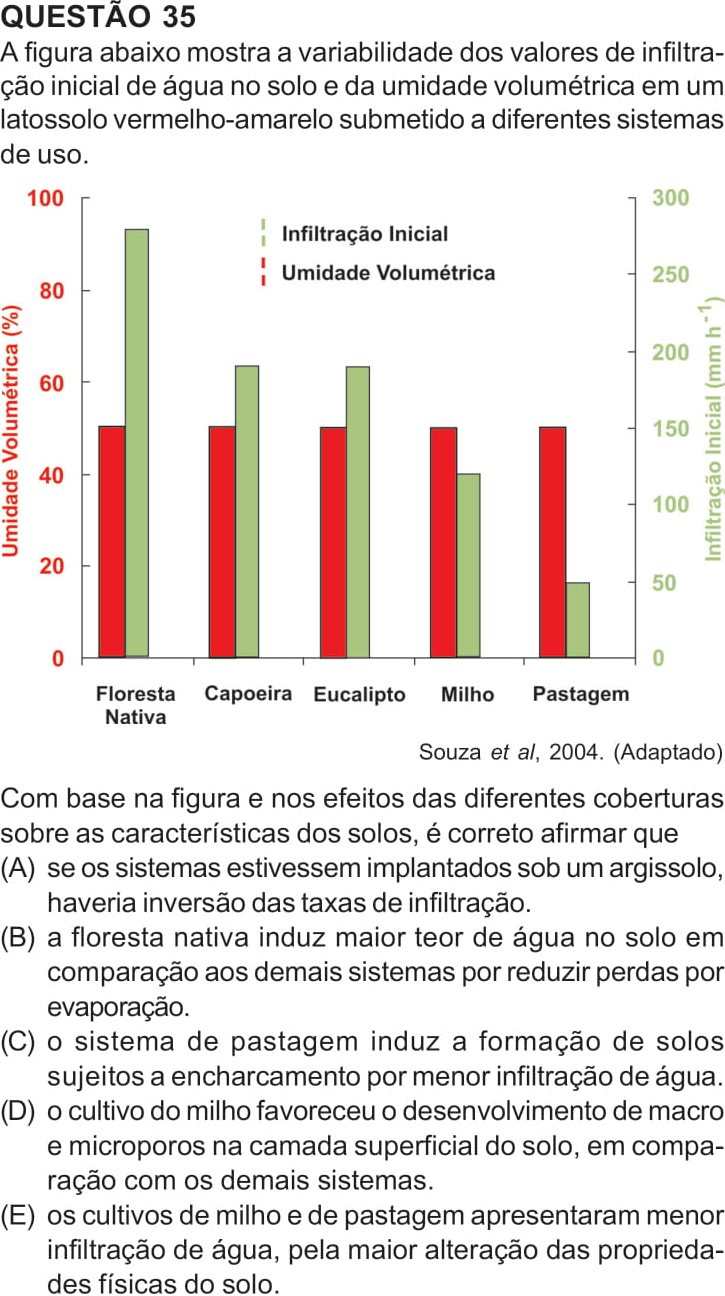 QUESTÃO 35
A figura abaixo mostra a variabilidade dos valores de infiltra-
ção inicial de água no solo e da umidade volumétrica em um
latossolo vermelho-amarelo submetido a diferentes sistemas
de uso.
100
80
60
40
20
0
Umidade Volumétrica (%)
Infiltração Inicial
Umidade Volumétrica
300
250
200
150
100
50
0
Infiltração Inicial (mm h⁻¹)
Floresta Nativa
Capoeira
Eucalipto
Milho
Pastagem
Souza et al, 2004. (Adaptado)
Com base na figura e nos efeitos das diferentes coberturas
sobre as características dos solos, é correto afirmar que
(A) se os sistemas estivessem implantados sob um argissolo,
haveria inversão das taxas de infiltração.
(B) a floresta nativa induz maior teor de água no solo em
comparação aos demais sistemas por reduzir perdas por
evaporação.
(C) o sistema de pastagem induz a formação de solos
sujeitos a encharcamento por menor infiltração de água.
(D) o cultivo do milho favoreceu o desenvolvimento de macro
e microporos na camada superficial do solo, em compa-
ração com os demais sistemas.
(E) os cultivos de milho e de pastagem apresentaram menor
infiltração de água, pela maior alteração das proprieda-
des físicas do solo.